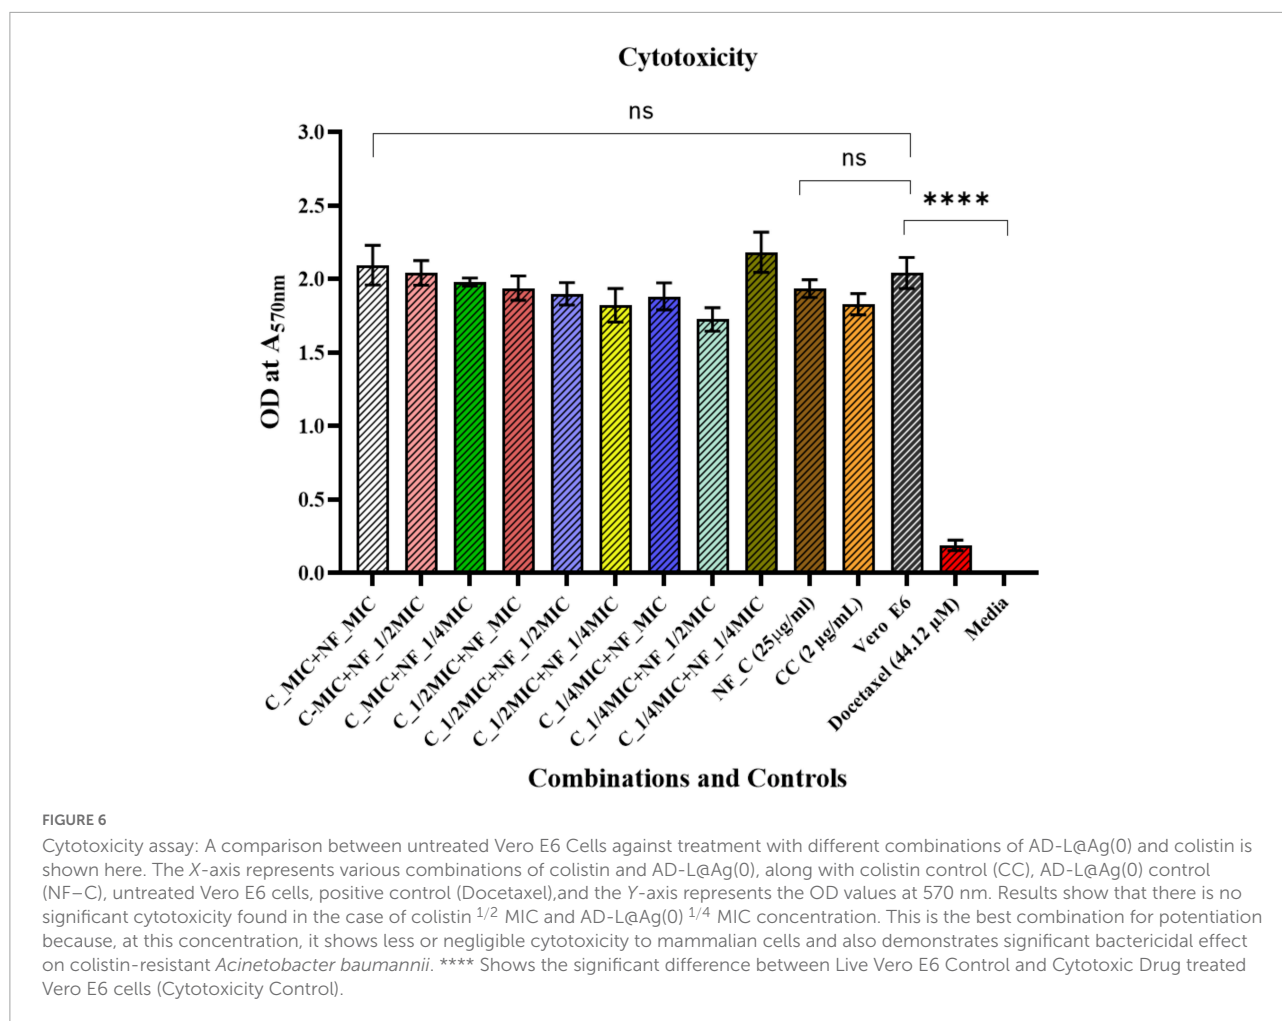 Cytotoxicity
ns
ns
****
3.0
2.5
2.0
1.5
1.0
0.5
0.0
OD at A570nm
C_MIC+NF_MIC
C-MIC+NF_1/2MIC
C_MIC+NF_1/4MIC
C_1/2MIC+NF_MIC
C_1/2MIC+NF_1/2MIC
C_1/2MIC+NF_1/4MIC
C_1/4MIC+NF_MIC
C_1/4MIC+NF_1/2MIC
C_1/4MIC+NF_1/4MIC
NF_C (25µg/ml)
CC (2 µg/mL)
Vero E6
Docetaxel (44.12 µM)
Media
Combinations and Controls
FIGURE 6
Cytotoxicity assay: A comparison between untreated Vero E6 Cells against treatment with different combinations of AD-L@Ag(0) and colistin is
shown here. The X-axis represents various combinations of colistin and AD-L@Ag(0), along with colistin control (CC), AD-L@Ag(0) control
(NF–C), untreated Vero E6 cells, positive control (Docetaxel),and the Y-axis represents the OD values at 570 nm. Results show that there is no
significant cytotoxicity found in the case of colistin 1/2 MIC and AD-L@Ag(0) 1/4 MIC concentration. This is the best combination for potentiation
because, at this concentration, it shows less or negligible cytotoxicity to mammalian cells and also demonstrates significant bactericidal effect
on colistin-resistant Acinetobacter baumannii. **** Shows the significant difference between Live Vero E6 Control and Cytotoxic Drug treated
Vero E6 cells (Cytotoxicity Control).